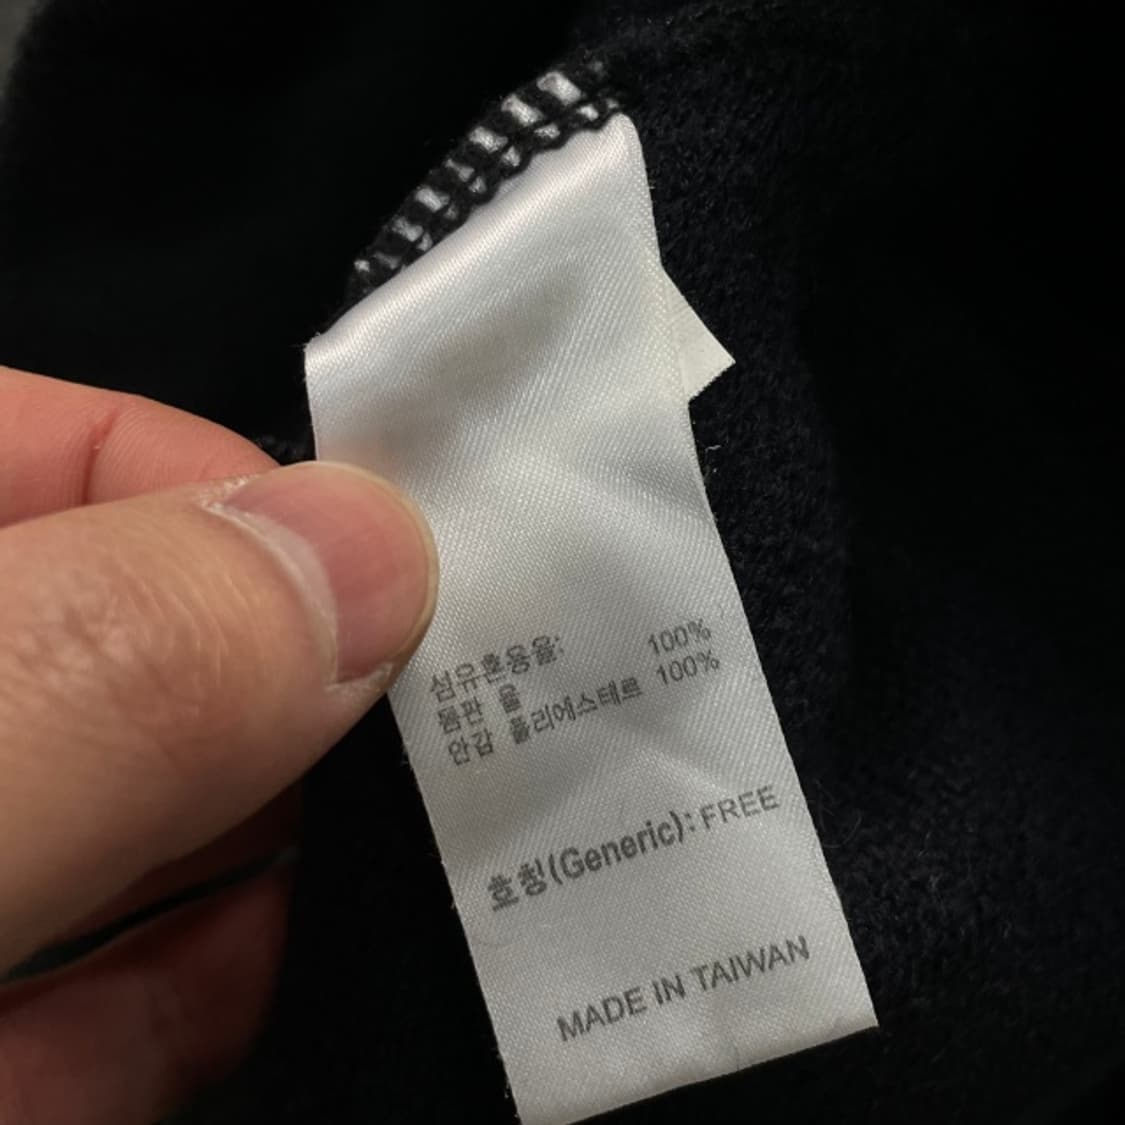 섬유혼용율:
몸판 울 100%
안감 폴리에스테르 100%
호칭(Generic): FREE
MADE IN TAIWAN